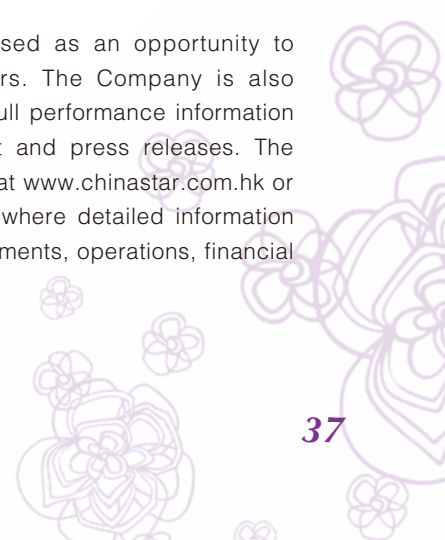 sed as an opportunity to
rs. The Company is also
ull performance information
and press releases. The
at www.chinastar.com.hk or
where detailed information
ments, operations, financial
37